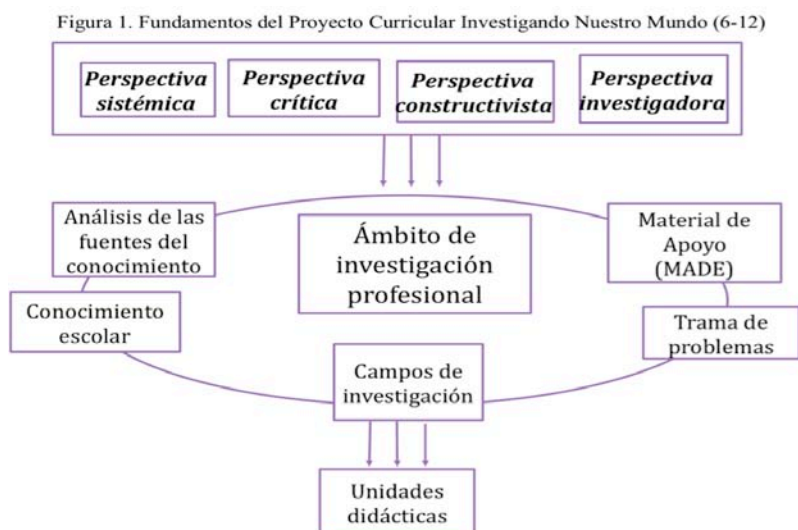 Figura 1. Fundamentos del Proyecto Curricular Investigando Nuestro Mundo (6-12)
Perspectiva
sistémica
Perspectiva
crítica
Perspectiva
constructivista
Perspectiva
investigadora
Análisis de las
fuentes del
conocimiento
Ámbito de
investigación
profesional
Material de
Apoyo
(MADE)
Conocimiento
escolar
Trama de
problemas
Campos de
investigación
Unidades
didácticas